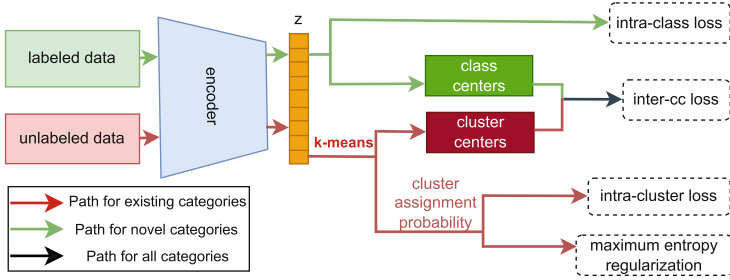 z
intra-class loss
labeled data
encoder
class
centers
inter-cc loss
unlabeled data
k-means
cluster
centers
cluster
assignment
probability
intra-cluster loss
maximum entropy
regularization
Path for existing categories
Path for novel categories
Path for all categories